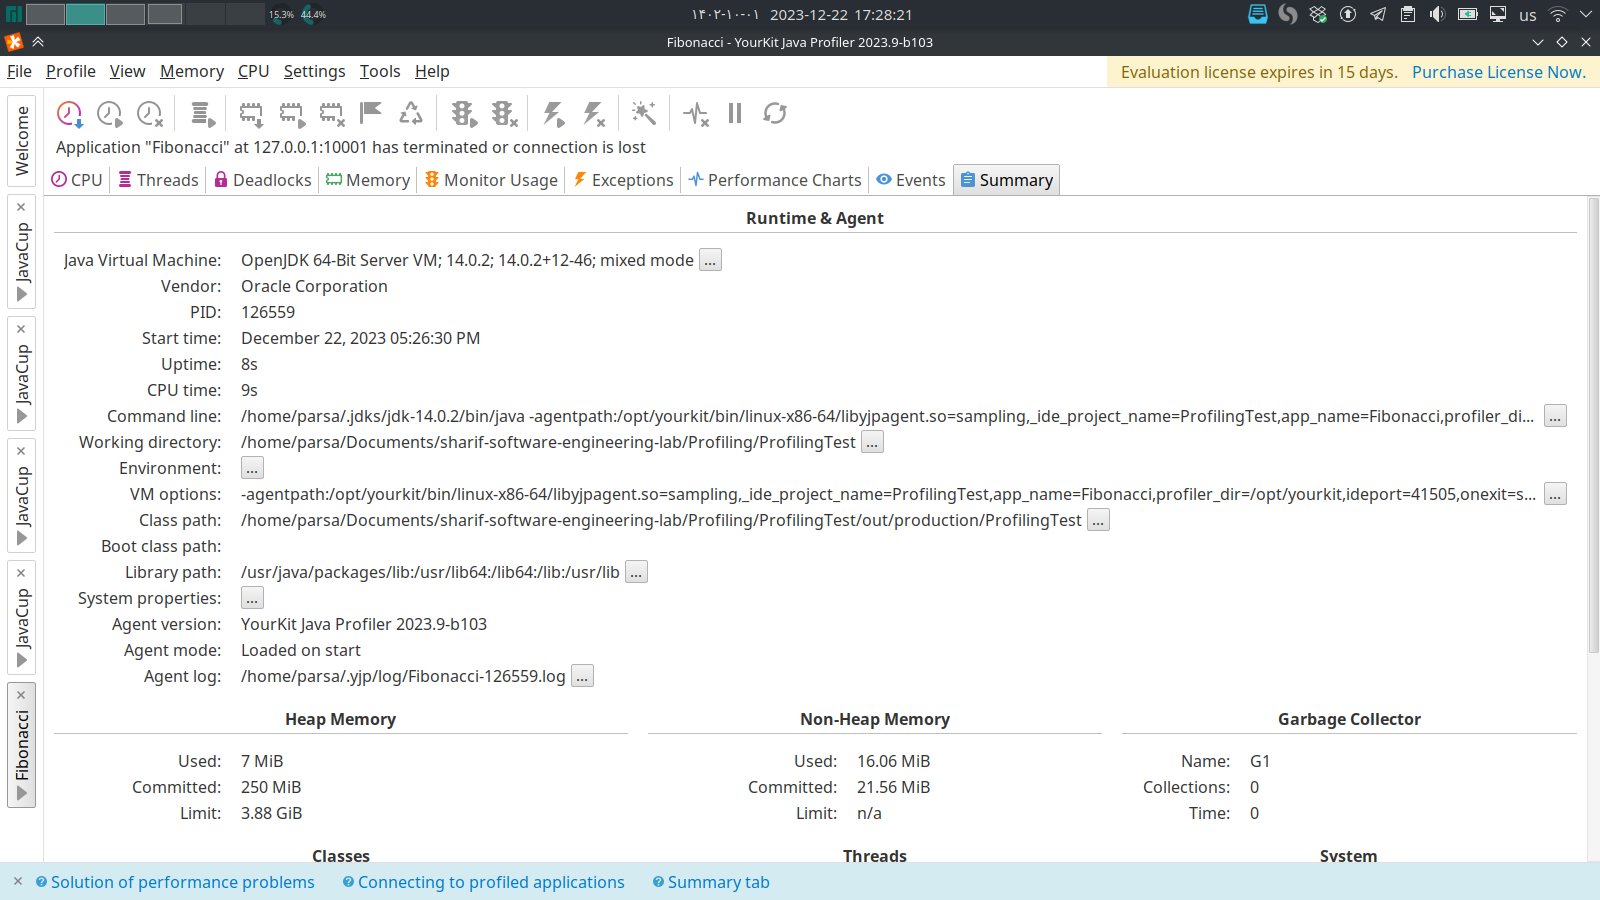 15.3% 44.4% ۱۴۰۲-۱۰-۰۱ 2023-12-22 17:28:21 us
Fibonacci - YourKit Java Profiler 2023.9-b103
File Profile View Memory CPU Settings Tools Help Evaluation license expires in 15 days. Purchase License Now.
Welcome
JavaCup
JavaCup
JavaCup
JavaCup
Fibonacci
Application "Fibonacci" at 127.0.0.1:10001 has terminated or connection is lost
CPU Threads Deadlocks Memory Monitor Usage Exceptions Performance Charts Events Summary
Runtime & Agent
Java Virtual Machine: OpenJDK 64-Bit Server VM; 14.0.2; 14.0.2+12-46; mixed mode ...
Vendor: Oracle Corporation
PID: 126559
Start time: December 22, 2023 05:26:30 PM
Uptime: 8s
CPU time: 9s
Command line: /home/parsa/.jdks/jdk-14.0.2/bin/java -agentpath:/opt/yourkit/bin/linux-x86-64/libyjpagent.so=sampling,_ide_project_name=ProfilingTest,app_name=Fibonacci,profiler_di... ...
Working directory: /home/parsa/Documents/sharif-software-engineering-lab/Profiling/ProfilingTest ...
Environment: ...
VM options: -agentpath:/opt/yourkit/bin/linux-x86-64/libyjpagent.so=sampling,_ide_project_name=ProfilingTest,app_name=Fibonacci,profiler_dir=/opt/yourkit,ideport=41505,onexit=s... ...
Class path: /home/parsa/Documents/sharif-software-engineering-lab/Profiling/ProfilingTest/out/production/ProfilingTest ...
Boot class path:
Library path: /usr/java/packages/lib:/usr/lib64:/lib64:/lib:/usr/lib ...
System properties: ...
Agent version: YourKit Java Profiler 2023.9-b103
Agent mode: Loaded on start
Agent log: /home/parsa/.yjp/log/Fibonacci-126559.log ...
Heap Memory Non-Heap Memory Garbage Collector
Used: 7 MiB Used: 16.06 MiB Name: G1
Committed: 250 MiB Committed: 21.56 MiB Collections: 0
Limit: 3.88 GiB Limit: n/a Time: 0
Classes Threads System
Solution of performance problems Connecting to profiled applications Summary tab